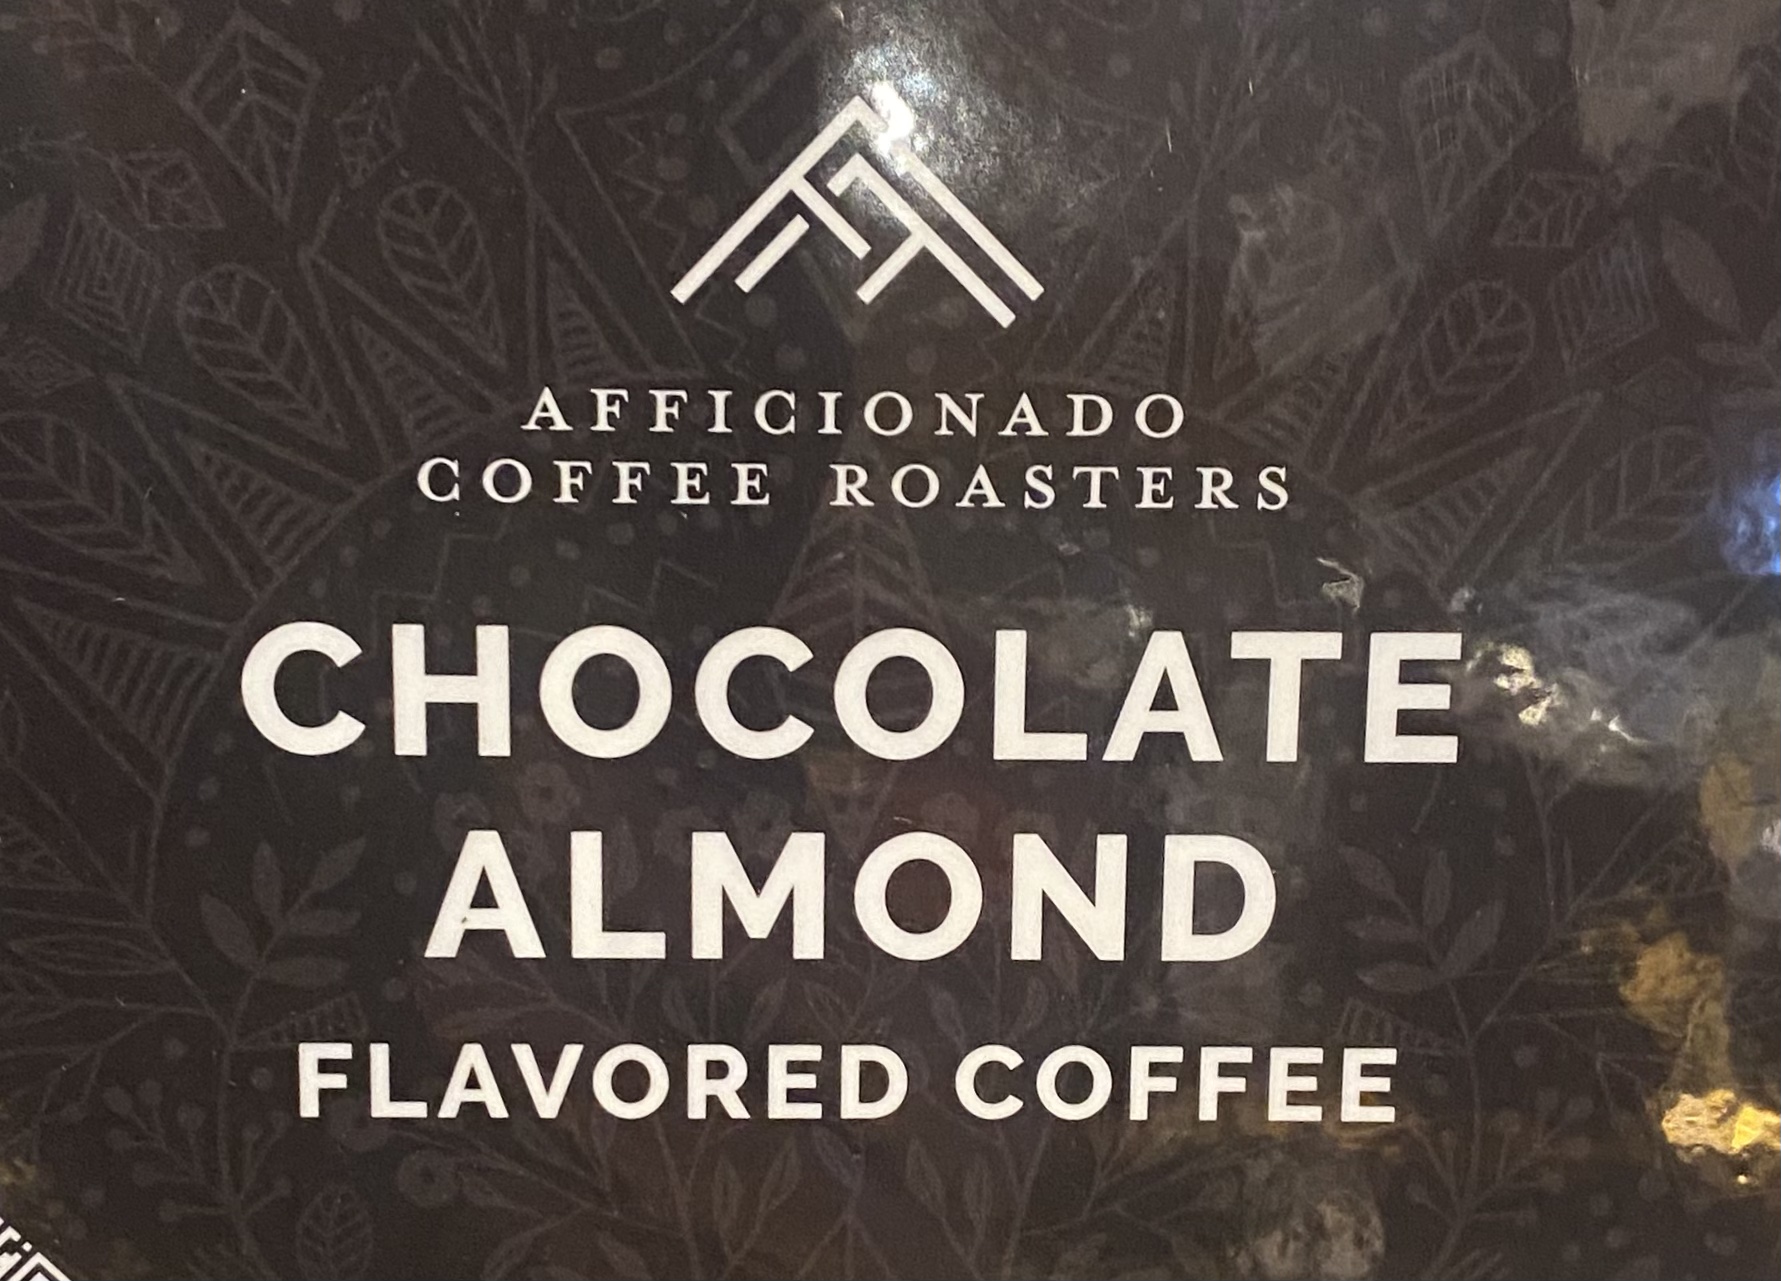 AFFICIONADO
COFFEE ROASTERS
CHOCOLATE
ALMOND
FLAVORED COFFEE